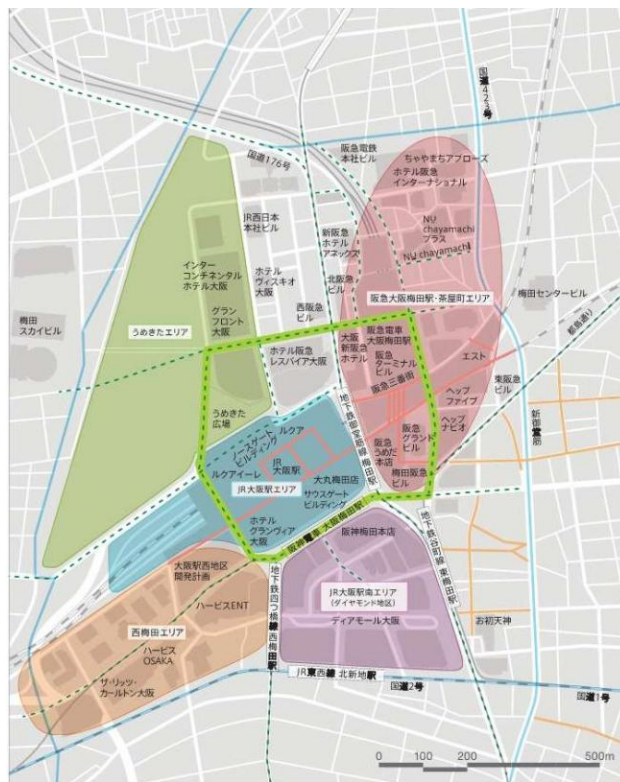 国道423号
国道176号
阪急電鉄
本社ビル
ちゃやまちアプローズ
ホテル阪急
インターナショナル
JR西日本
本社ビル
新阪急
ホテル
アネックス
NU
chayamachi
プラス
NU chayamachi
インター
コンチネンタル
ホテル大阪
ホテル
ヴィスキオ
大阪
北阪急
ビル
西阪急
ビル
阪急大阪梅田駅・茶屋町エリア
梅田センタービル
梅田
スカイビル
うめきたエリア
グラン
フロント
大阪
大阪
新阪急
ホテル
阪急電車
大阪梅田駅
阪急
ターミナル
ビル
都島通り
ホテル阪急
レスパイア大阪
阪急三番街
エスト
東阪急
ビル
ヘップ
ファイブ
ヘップ
ナビオ
新御堂筋
うめきた
広場
地下鉄御堂筋線 梅田駅
ノースゲート
ビルディング
ルクア
阪急
うめだ
本店
阪急
グランド
ビル
ルクアイーレ
JR
大阪駅
大丸梅田店
梅田阪急
ビル
JR大阪駅エリア
サウスゲート
ビルディング
ホテル
グランヴィア
大阪
阪神電車 大阪梅田駅
阪神梅田本店
地下鉄谷町線 東梅田駅
大阪駅西地区
開発計画
地下鉄四つ橋線 西梅田駅
JR大阪駅南エリア
(ダイヤモンド地区)
ディアモール大阪
お初天神
ハービスENT
西梅田エリア
ハービス
OSAKA
ザ・リッツ・
カールトン大阪
JR東西線 北新地駅
国道2号
国道1号
0 100 200 500m